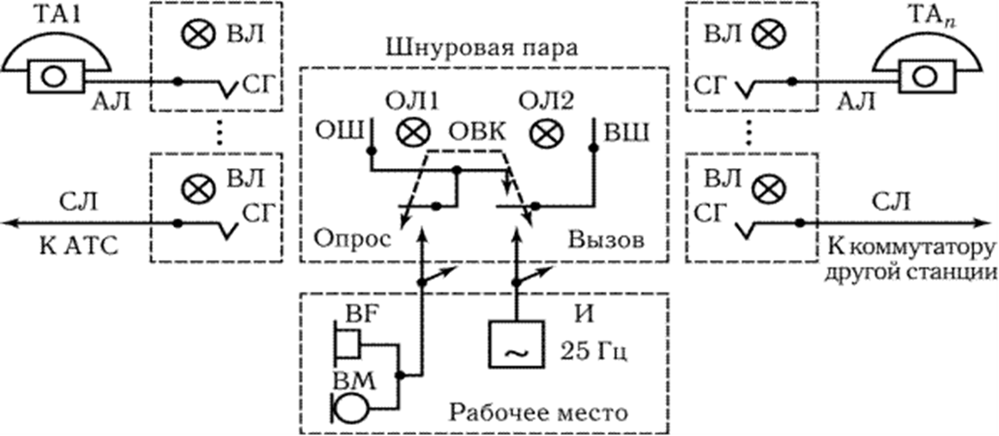 ТА1
ВЛ
СГ
АЛ
ВЛ
СГ
СЛ
К АТС
Шнуровая пара
ОЛ1
ОЛ2
ОШ
ОВК
ВШ
Опрос
Вызов
BF
И
25 Гц
~
BM
Рабочее место
ТАn
ВЛ
СГ
АЛ
ВЛ
СГ
СЛ
К коммутатору
другой станции